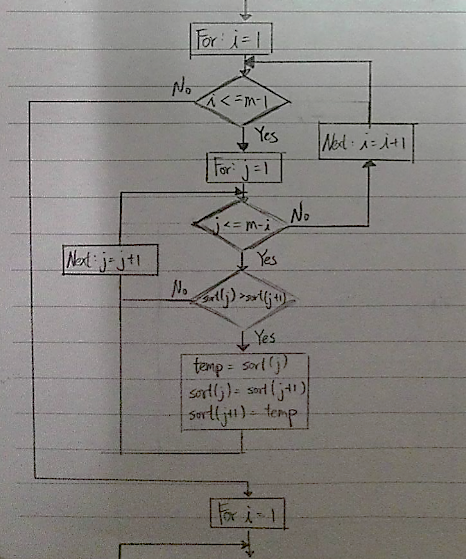 For: i=1
No
i<=m-1
Yes
Next: i=i+1
For: j=1
j<=m-i
No
Yes
Next: j=j+1
No
sort(j)>sort(j+1)
Yes
temp = sort(j)
sort(j) = sort(j+1)
sort(j+1) = temp
For i=1